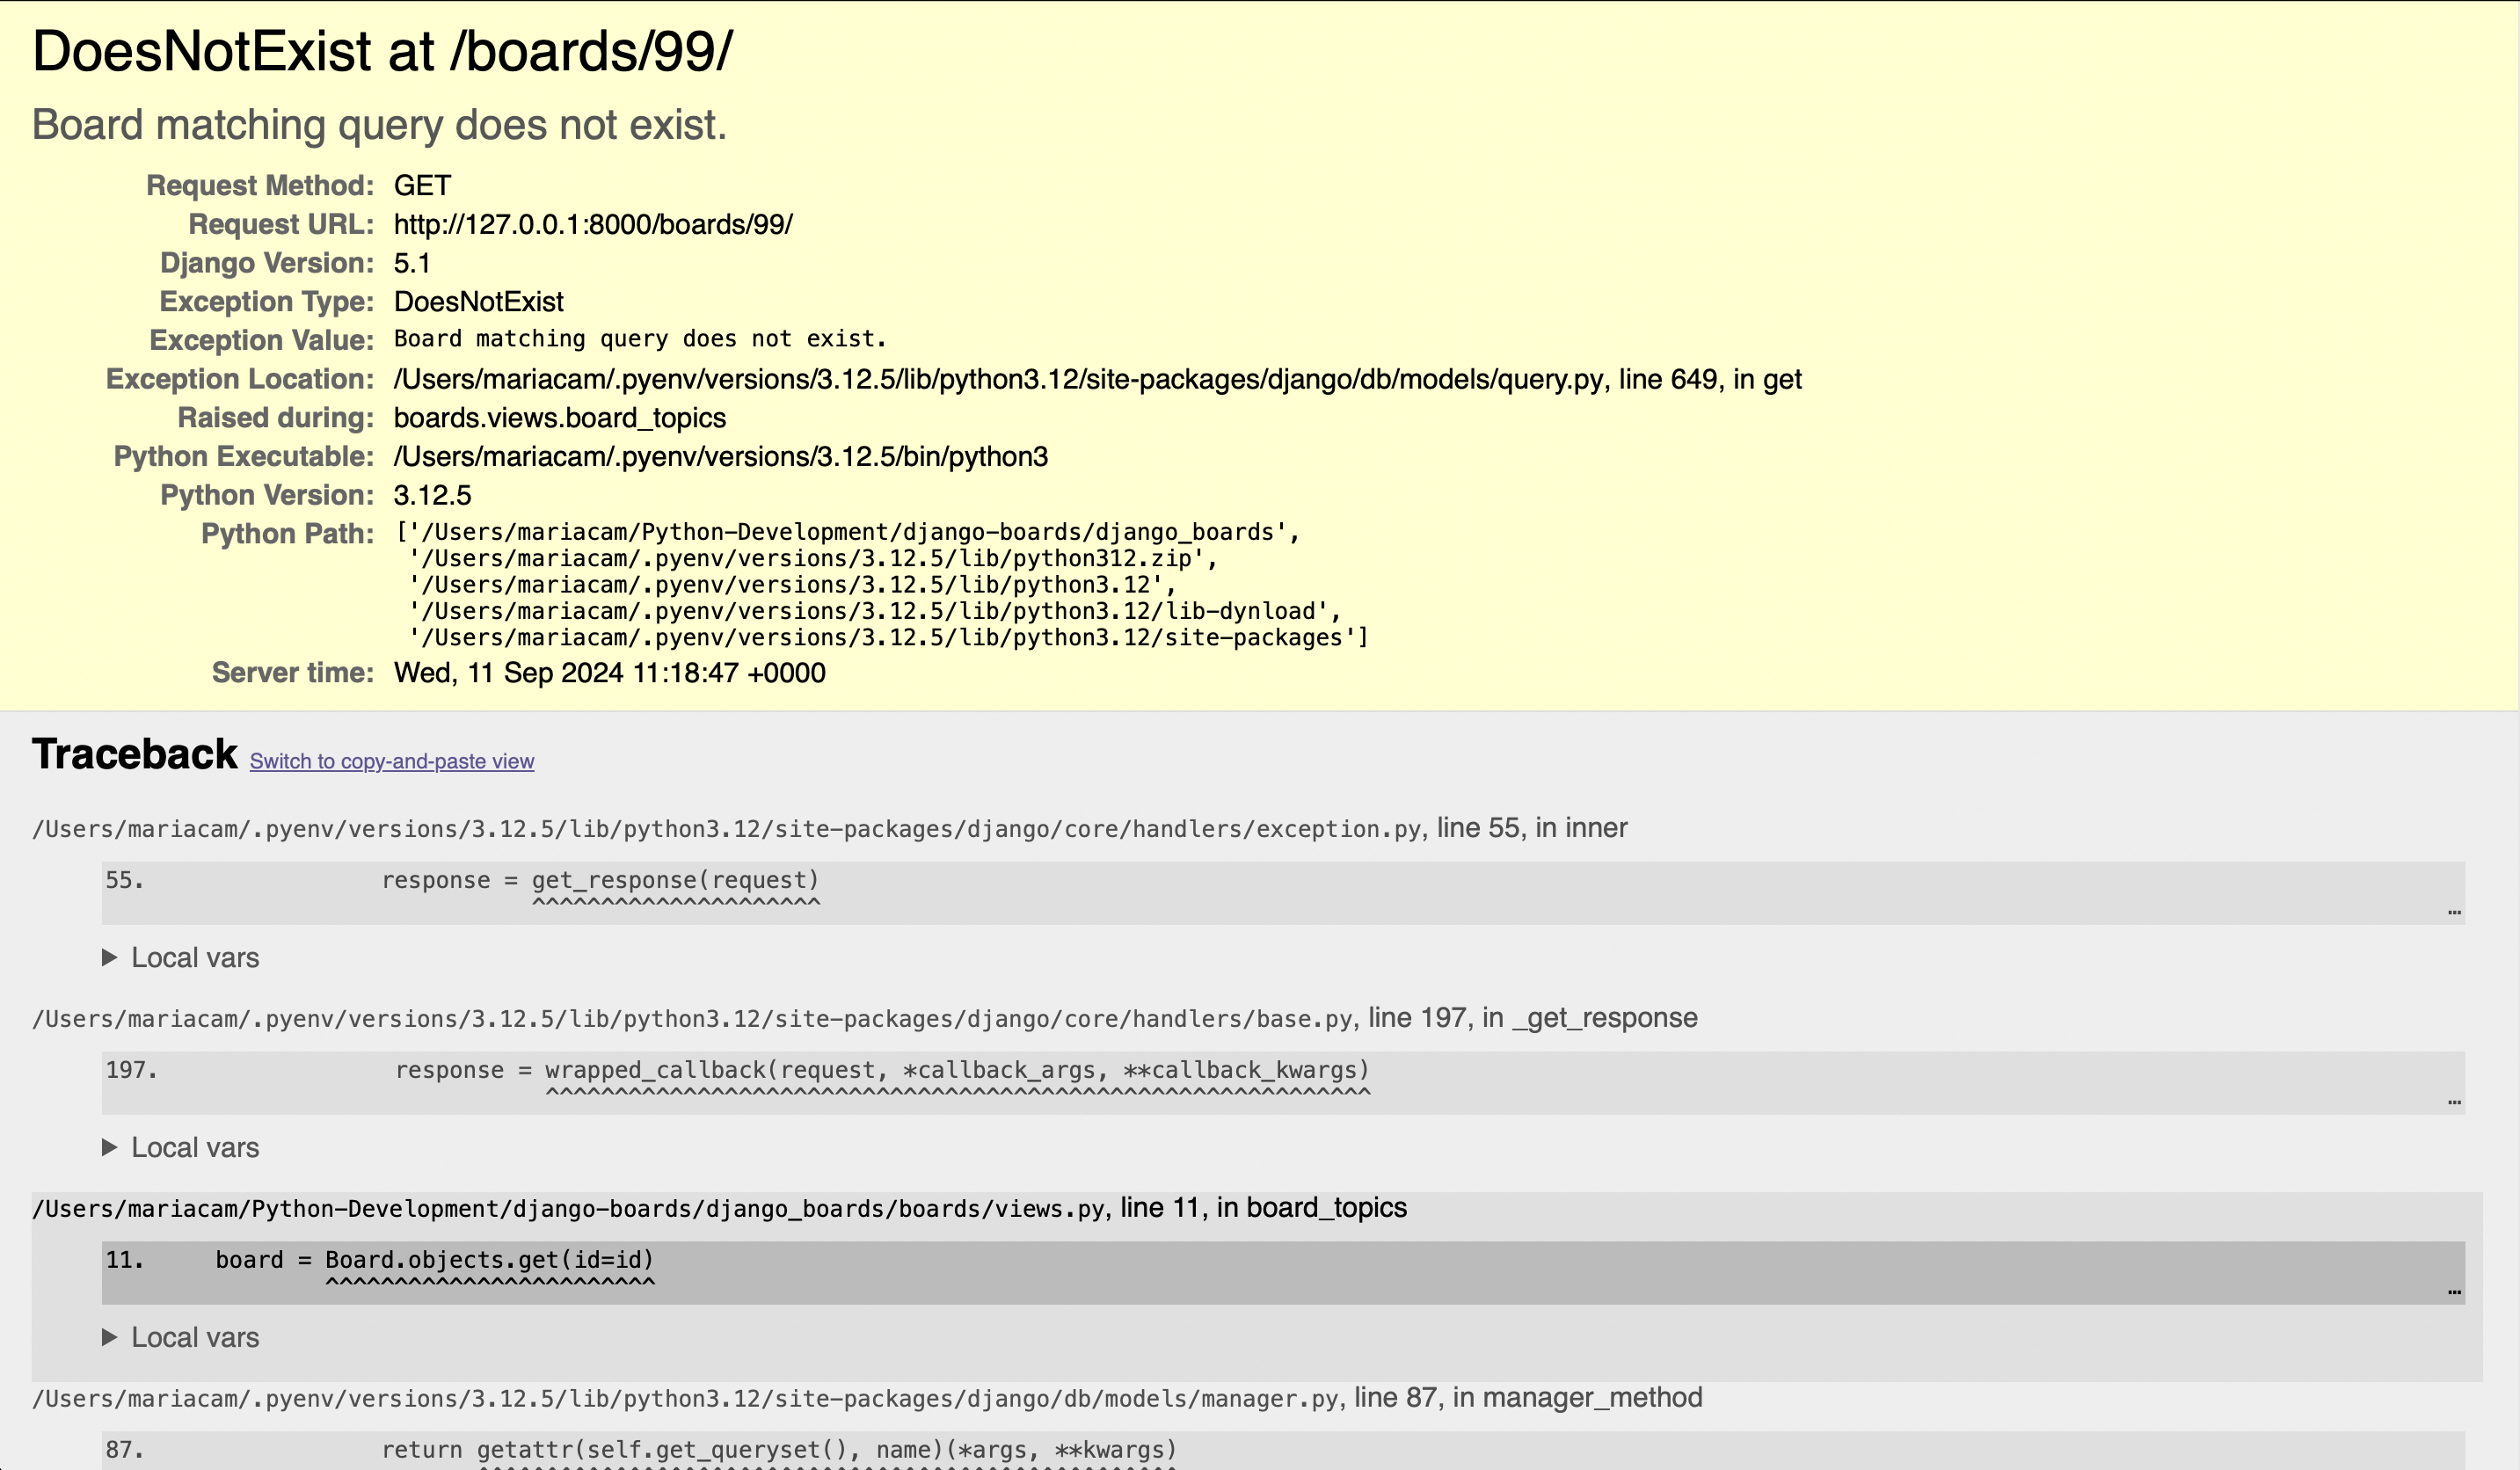 DoesNotExist at /boards/99/
Board matching query does not exist.
Request Method: GET
Request URL: http://127.0.0.1:8000/boards/99/
Django Version: 5.1
Exception Type: DoesNotExist
Exception Value: Board matching query does not exist.
Exception Location: /Users/mariacam/.pyenv/versions/3.12.5/lib/python3.12/site-packages/django/db/models/query.py, line 649, in get
Raised during: boards.views.board_topics
Python Executable: /Users/mariacam/.pyenv/versions/3.12.5/bin/python3
Python Version: 3.12.5
Python Path: ['/Users/mariacam/Python-Development/django-boards/django_boards',
'/Users/mariacam/.pyenv/versions/3.12.5/lib/python312.zip',
'/Users/mariacam/.pyenv/versions/3.12.5/lib/python3.12',
'/Users/mariacam/.pyenv/versions/3.12.5/lib/python3.12/lib-dynload',
'/Users/mariacam/.pyenv/versions/3.12.5/lib/python3.12/site-packages']
Server time: Wed, 11 Sep 2024 11:18:47 +0000
Traceback Switch to copy-and-paste view
/Users/mariacam/.pyenv/versions/3.12.5/lib/python3.12/site-packages/django/core/handlers/exception.py, line 55, in inner
55. response = get_response(request)
^^^^^^^^^^^^^^^^^^^^^ …
▶ Local vars
/Users/mariacam/.pyenv/versions/3.12.5/lib/python3.12/site-packages/django/core/handlers/base.py, line 197, in _get_response
197. response = wrapped_callback(request, *callback_args, **callback_kwargs)
^^^^^^^^^^^^^^^^^^^^^^^^^^^^^^^^^^^^^^^^^^^^^^^^^^^^^^^^^^^^ …
▶ Local vars
/Users/mariacam/Python-Development/django-boards/django_boards/boards/views.py, line 11, in board_topics
11. board = Board.objects.get(id=id)
^^^^^^^^^^^^^^^^^^^^^^^^ …
▶ Local vars
/Users/mariacam/.pyenv/versions/3.12.5/lib/python3.12/site-packages/django/db/models/manager.py, line 87, in manager_method
87. return getattr(self.get_queryset(), name)(*args, **kwargs)
^^^^^^^^^^^^^^^^^^^^^^^^^^^^^^^^^^^^^^^^^^^^^^^^^^^